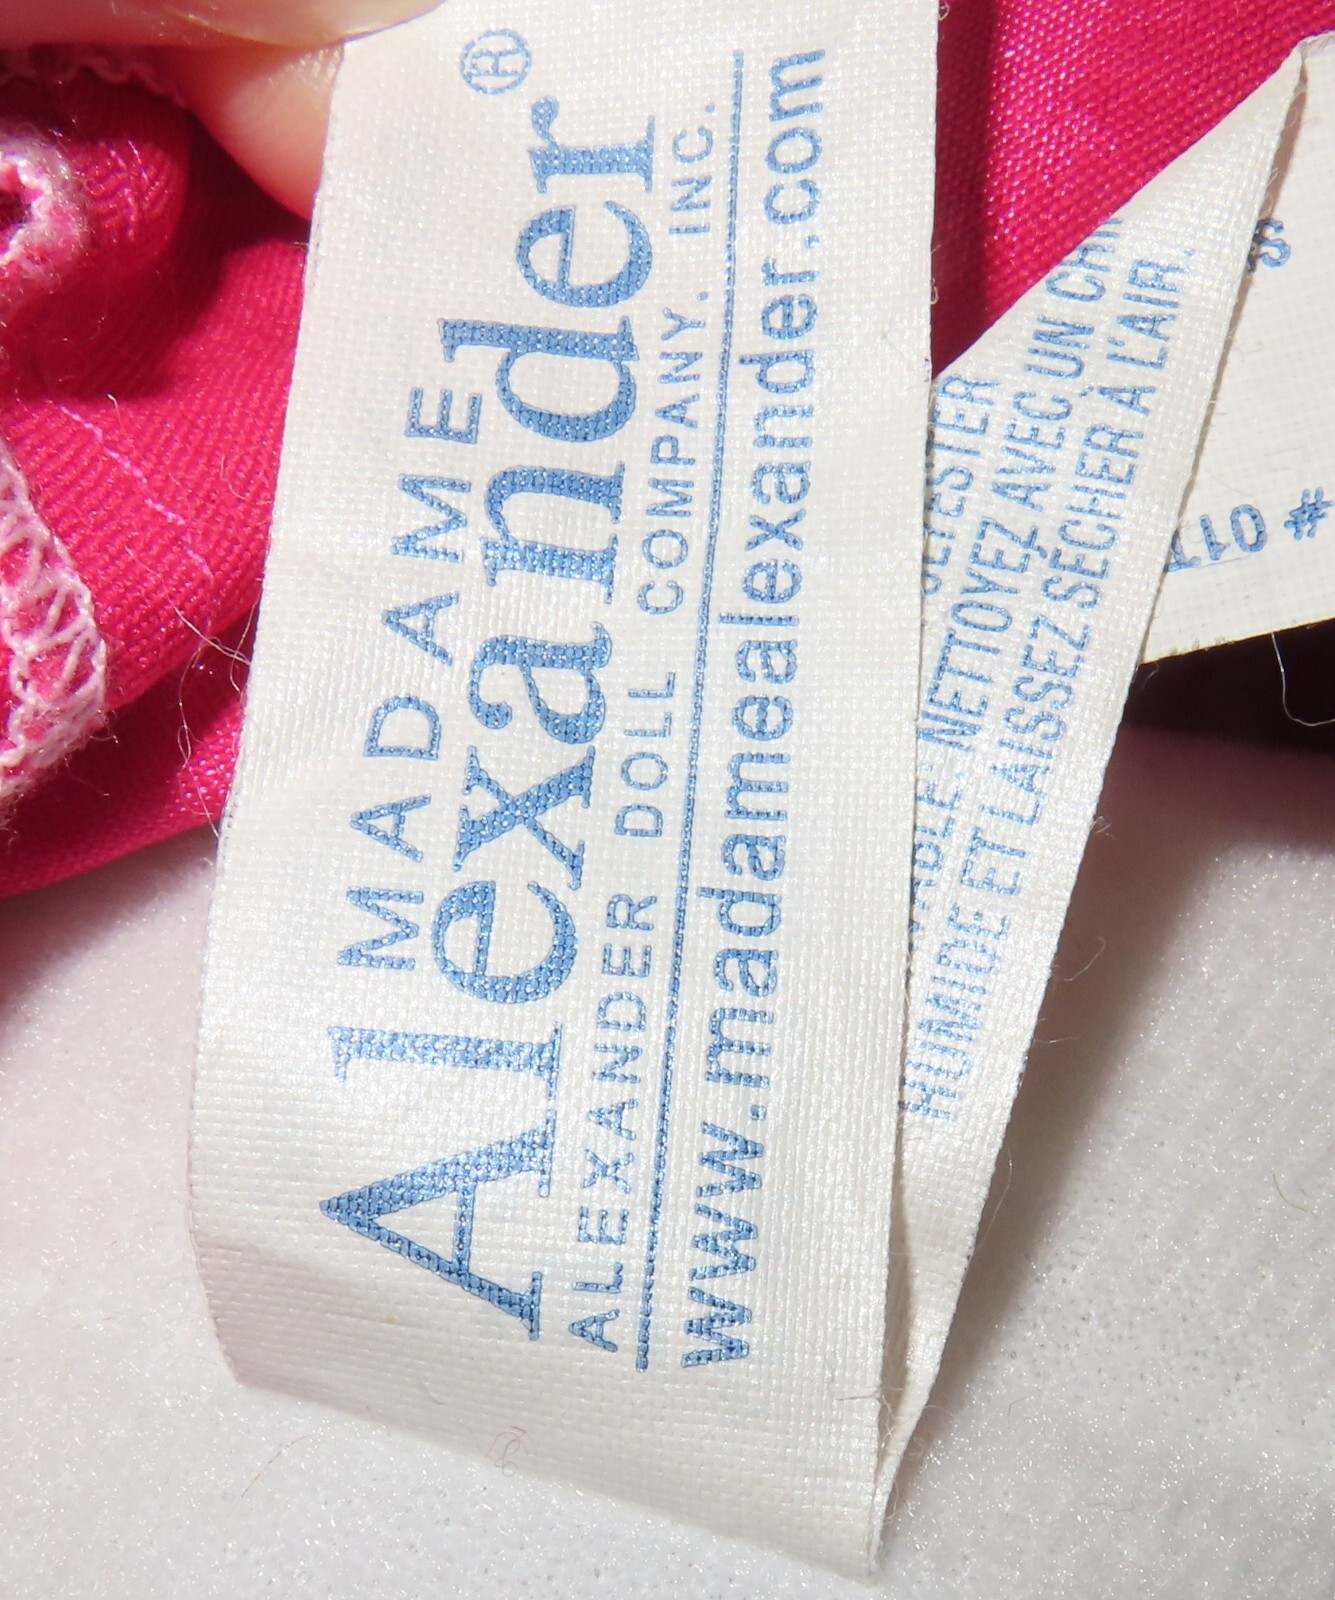 MADAME
Alexander®
ALEXANDER DOLL COMPANY, INC.
www.madamealexander.com
NETTOYEZ AVEC UN
HUMIDE ET LAISSEZ SÉCHER À L'AIR.
#